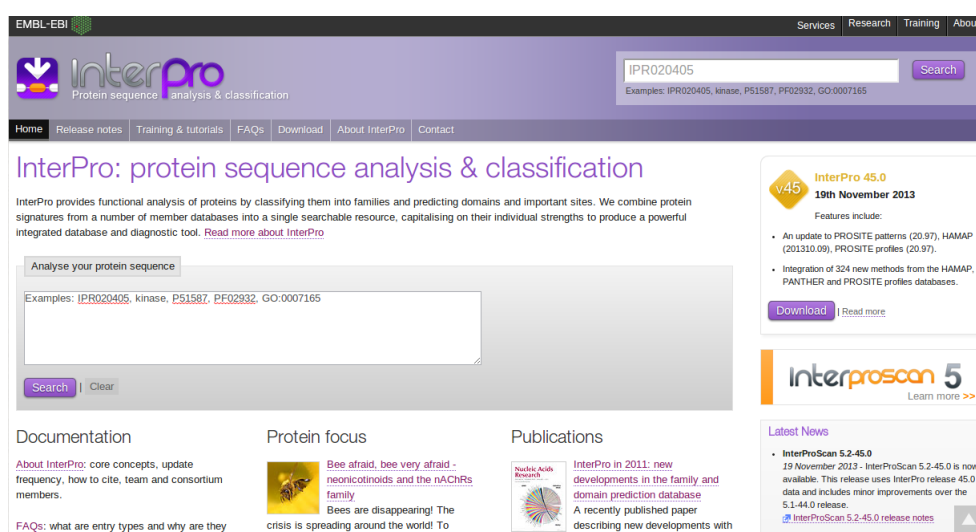 EMBL-EBI
Services Research Training Abou
InterPro
Protein sequence analysis & classification
IPR020405 Search
Examples: IPR020405, kinase, P51587, PF02932, GO:0007165
Home Release notes Training & tutorials FAQs Download About InterPro Contact
InterPro: protein sequence analysis & classification
InterPro provides functional analysis of proteins by classifying them into families and predicting domains and important sites. We combine protein
signatures from a number of member databases into a single searchable resource, capitalising on their individual strengths to produce a powerful
integrated database and diagnostic tool. Read more about InterPro
Analyse your protein sequence
Examples: IPR020405, kinase, P51587, PF02932, GO:0007165
Search | Clear
v45
InterPro 45.0
19th November 2013
Features include:
• An update to PROSITE patterns (20.97), HAMAP
(201310.09), PROSITE profiles (20.97).
• Integration of 324 new methods from the HAMAP,
PANTHER and PROSITE profiles databases.
Download | Read more
Interproscan 5
Learn more >>
Documentation
About InterPro: core concepts, update
frequency, how to cite, team and consortium
members.
FAQs: what are entry types and why are they
Protein focus
Bee afraid, bee very afraid -
neonicotinoids and the nAChRs
family
Bees are disappearing! The
crisis is spreading around the world! To
Publications
Nucleic Acids
Research
InterPro in 2011: new
developments in the family and
domain prediction database
A recently published paper
describing new developments with
Latest News
• InterProScan 5.2-45.0
19 November 2013 - InterProScan 5.2-45.0 is now
available. This release uses InterPro release 45.0
data and includes minor improvements over the
5.1-44.0 release.
InterProScan 5.2-45.0 release notes